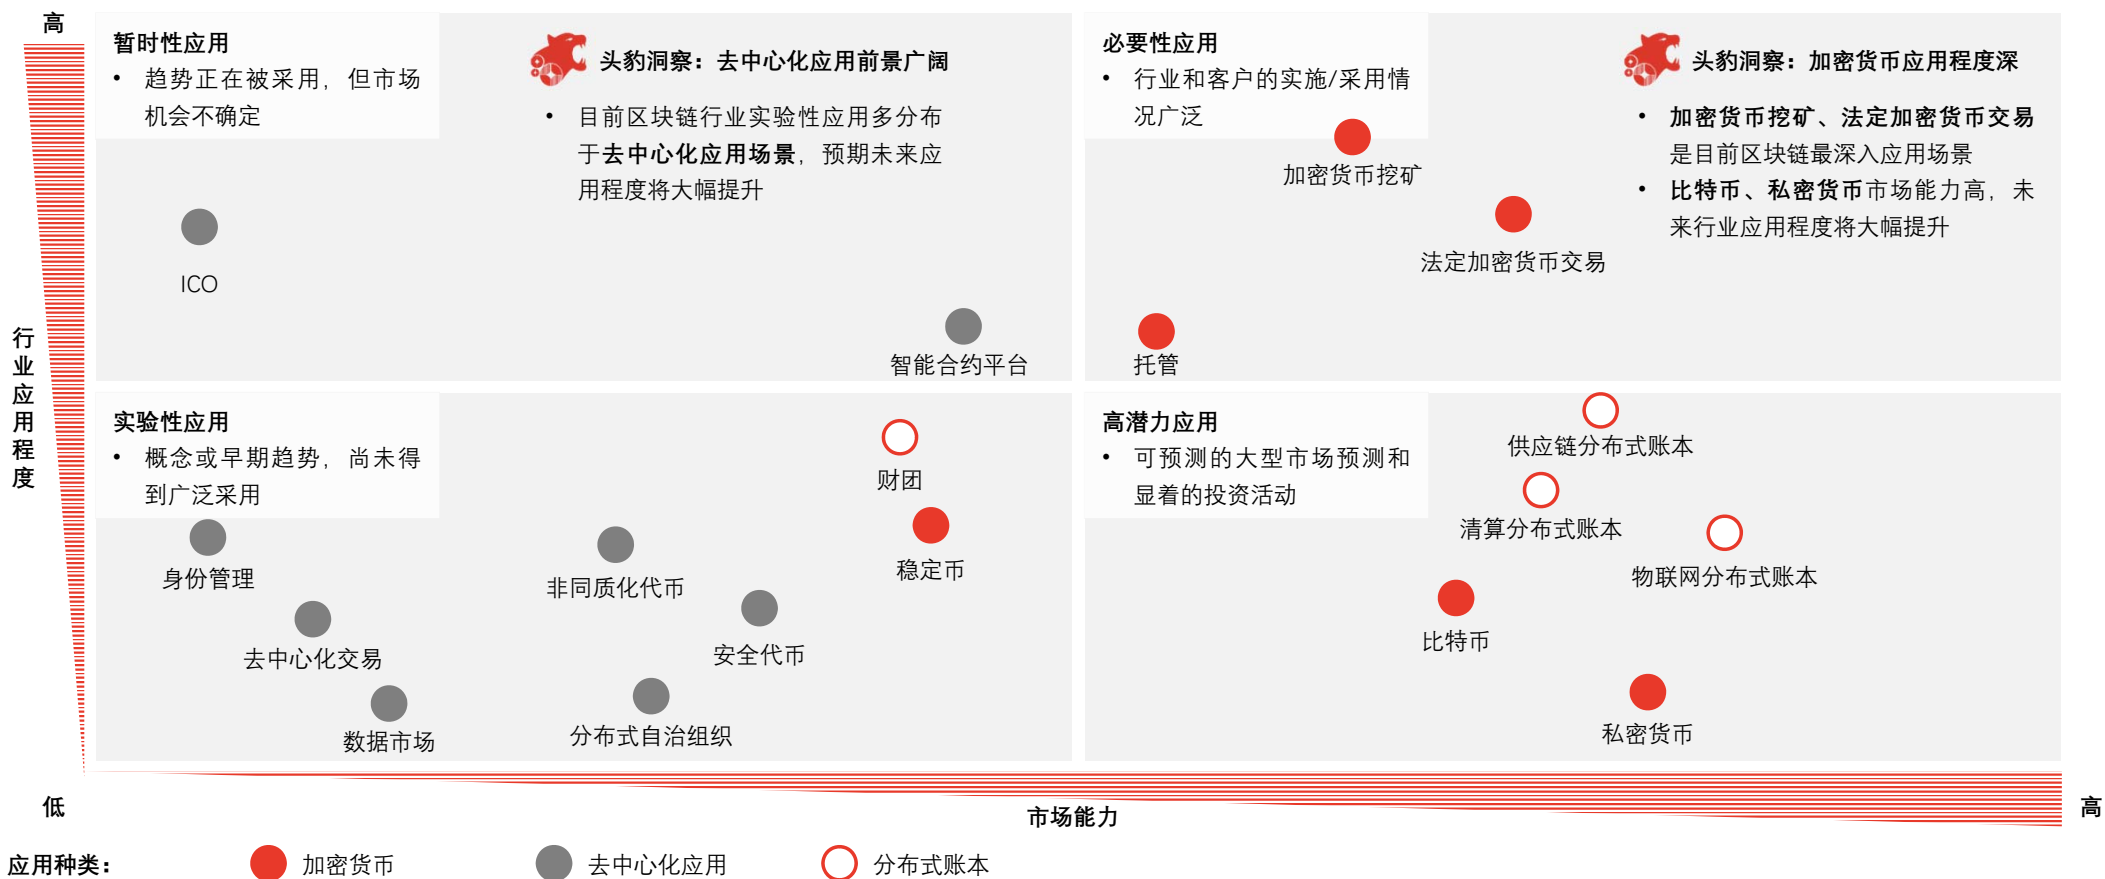 高
行业应用程度
暂时性应用
• 趋势正在被采用，但市场
机会不确定
头豹洞察：去中心化应用前景广阔
• 目前区块链行业实验性应用多分布
于去中心化应用场景，预期未来应
用程度将大幅提升
ICO
智能合约平台
必要性应用
• 行业和客户的实施/采用情
况广泛
头豹洞察：加密货币应用程度深
• 加密货币挖矿、法定加密货币交易
是目前区块链最深入应用场景
• 比特币、私密货币市场能力高，未
来行业应用程度将大幅提升
加密货币挖矿
法定加密货币交易
托管
实验性应用
• 概念或早期趋势，尚未得
到广泛采用
财团
稳定币
身份管理
非同质化代币
去中心化交易
安全代币
数据市场
分布式自治组织
高潜力应用
• 可预测的大型市场预测和
显着的投资活动
供应链分布式账本
清算分布式账本
物联网分布式账本
比特币
私密货币
低
市场能力
高
应用种类：
加密货币
去中心化应用
分布式账本